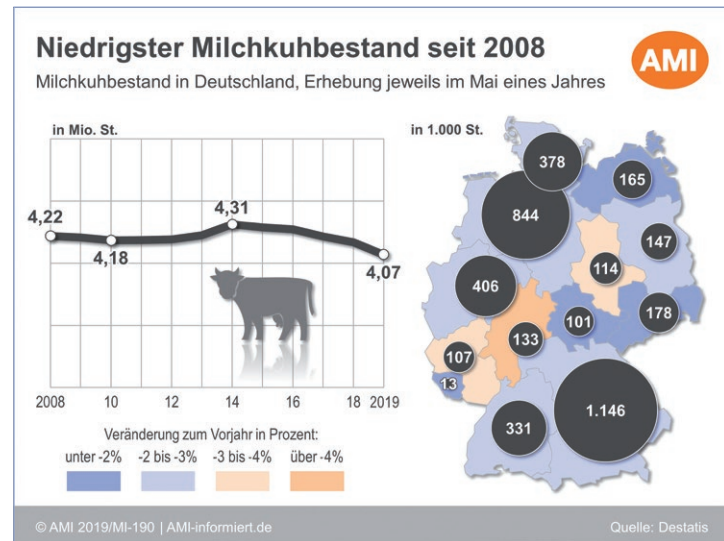 Niedrigster Milchkuhbestand seit 2008
AMI
Milchkuhbestand in Deutschland, Erhebung jeweils im Mai eines Jahres
in Mio. St.
4,22
4,18
4,31
4,07
2008 10 12 14 16 18 2019
Veränderung zum Vorjahr in Prozent:
unter -2% -2 bis -3% -3 bis -4% über -4%
in 1.000 St.
378
165
844
147
114
406
178
101
133
107
13
1.146
331
© AMI 2019/MI-190 | AMI-informiert.de
Quelle: Destatis